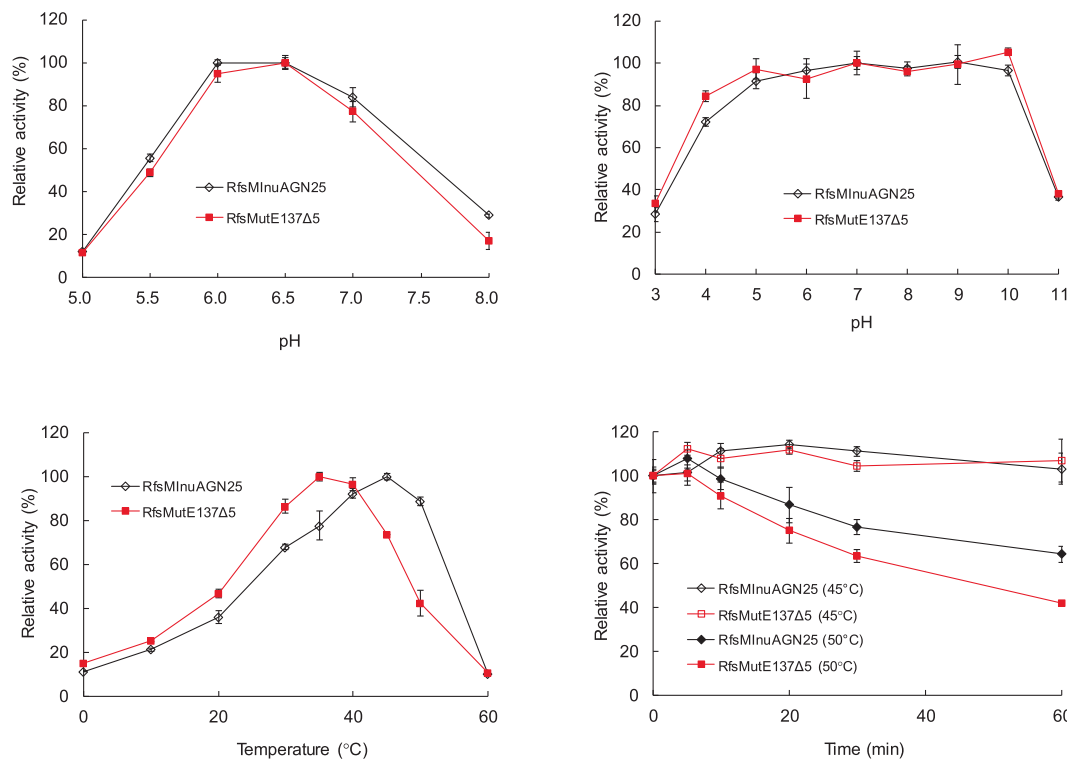 120
100
80
60
40
20
0
Relative activity (%)
RfsMInuAGN25
RfsMutE137Δ5
5.0 5.5 6.0 6.5 7.0 7.5 8.0
pH
120
100
80
60
40
20
0
Relative activity (%)
RfsMInuAGN25
RfsMutE137Δ5
3 4 5 6 7 8 9 10 11
pH
120
100
80
60
40
20
0
Relative activity (%)
RfsMInuAGN25
RfsMutE137Δ5
0 20 40 60
Temperature (°C)
120
100
80
60
40
20
0
Relative activity (%)
RfsMInuAGN25 (45°C)
RfsMutE137Δ5 (45°C)
RfsMInuAGN25 (50°C)
RfsMutE137Δ5 (50°C)
0 20 40 60
Time (min)